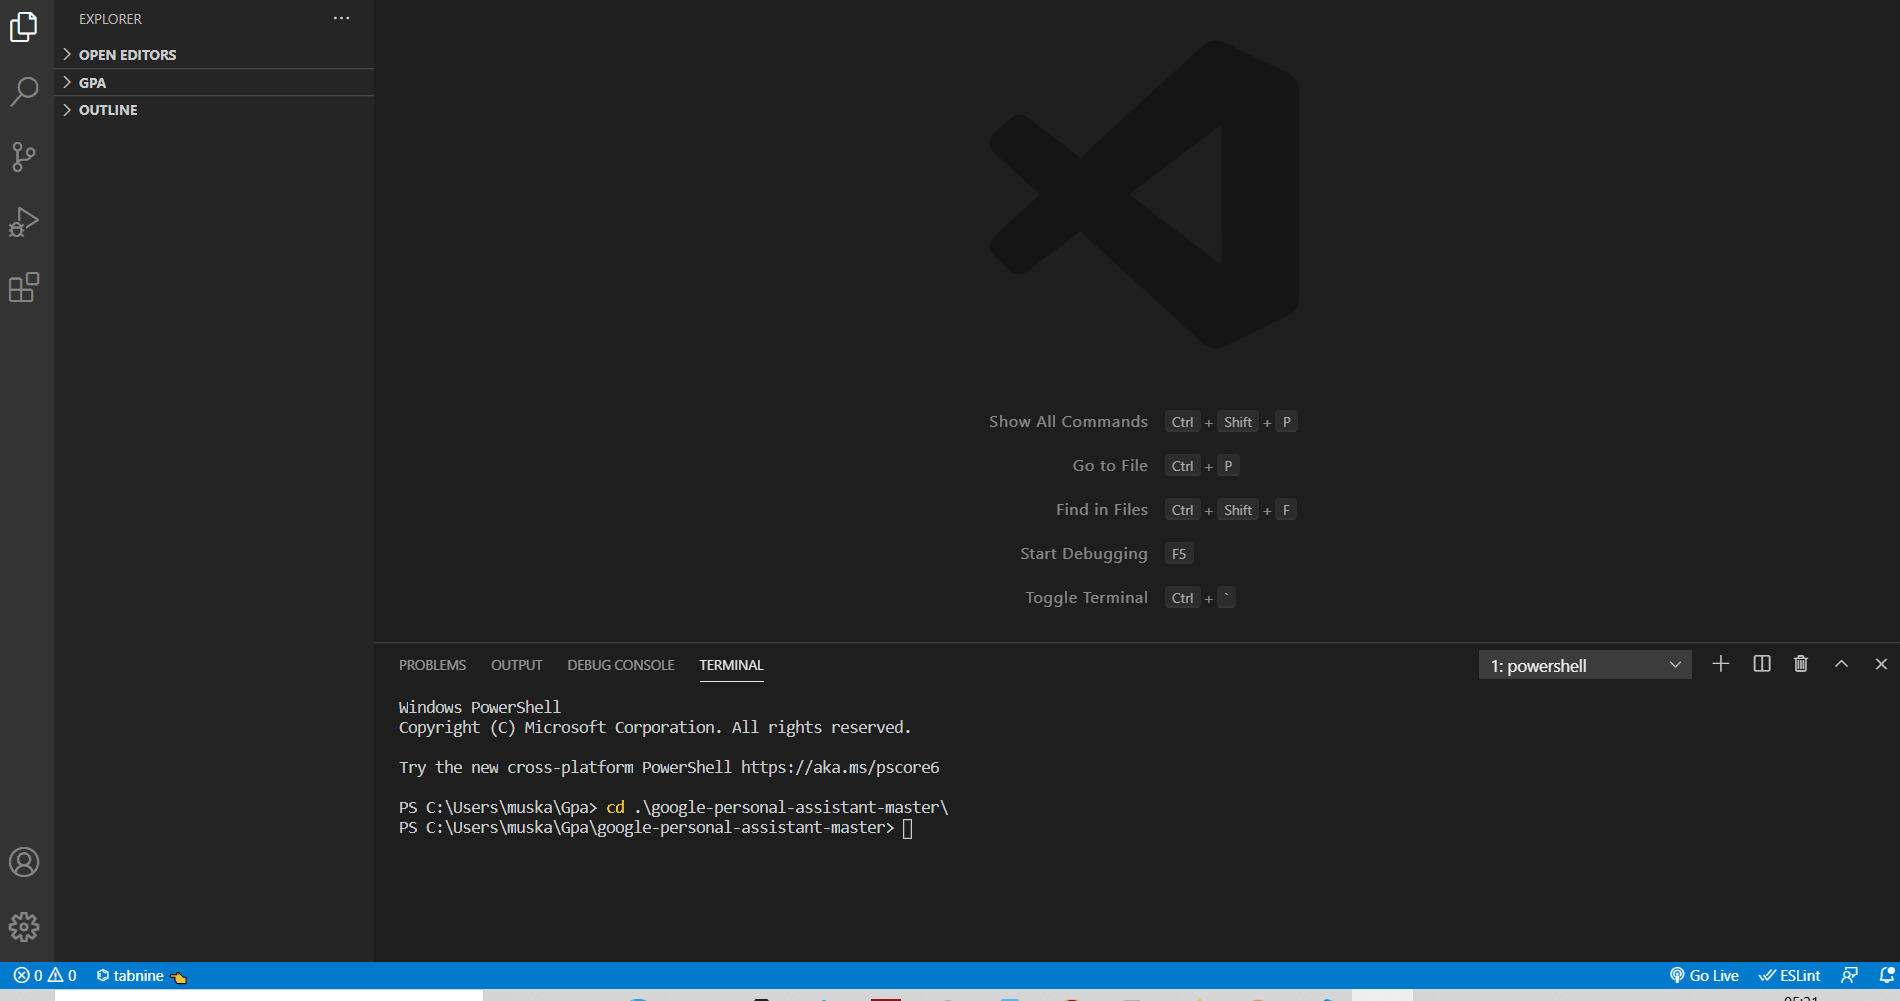 EXPLORER
OPEN EDITORS
GPA
OUTLINE
Show All Commands Ctrl + Shift + P
Go to File Ctrl + P
Find in Files Ctrl + Shift + F
Start Debugging F5
Toggle Terminal Ctrl + `
PROBLEMS OUTPUT DEBUG CONSOLE TERMINAL 1: powershell
Windows PowerShell
Copyright (C) Microsoft Corporation. All rights reserved.
Try the new cross-platform PowerShell https://aka.ms/pscore6
PS C:\Users\muska\Gpa> cd .\google-personal-assistant-master\
PS C:\Users\muska\Gpa\google-personal-assistant-master>
0 0 tabnine Go Live ESLint